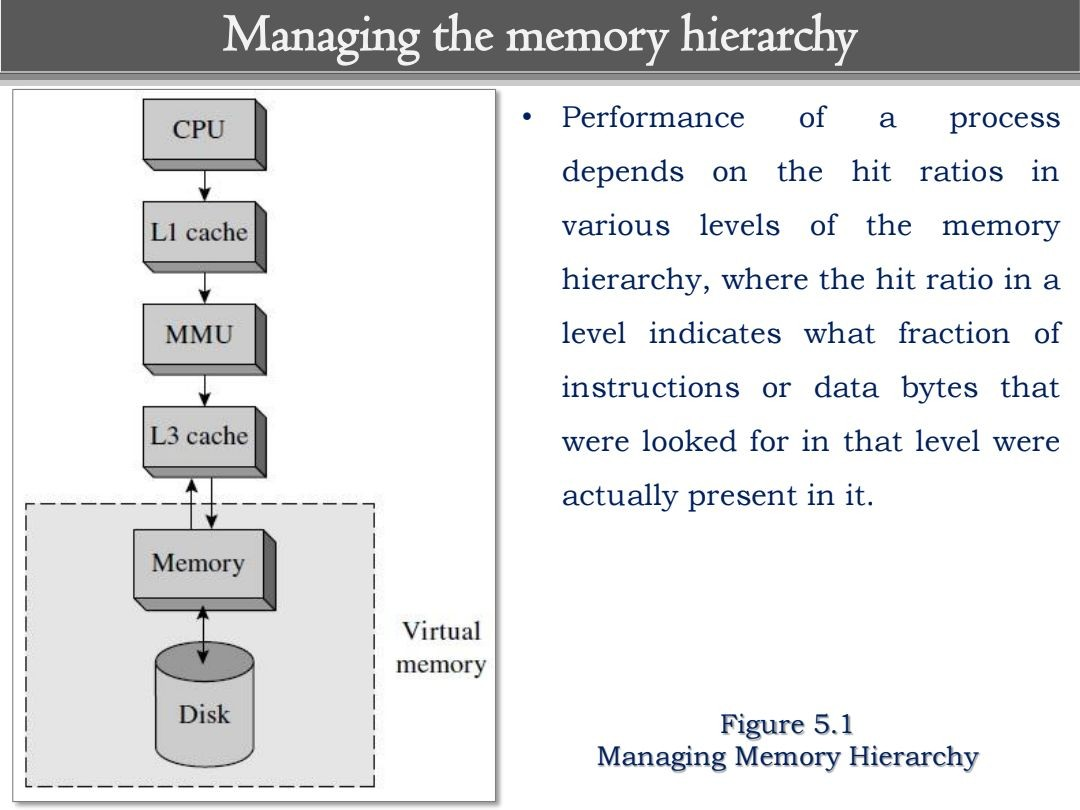 Managing the memory hierarchy
CPU
L1 cache
MMU
L3 cache
Memory
Virtual
memory
Disk
• Performance of a process
depends on the hit ratios in
various levels of the memory
hierarchy, where the hit ratio in a
level indicates what fraction of
instructions or data bytes that
were looked for in that level were
actually present in it.
Figure 5.1
Managing Memory Hierarchy